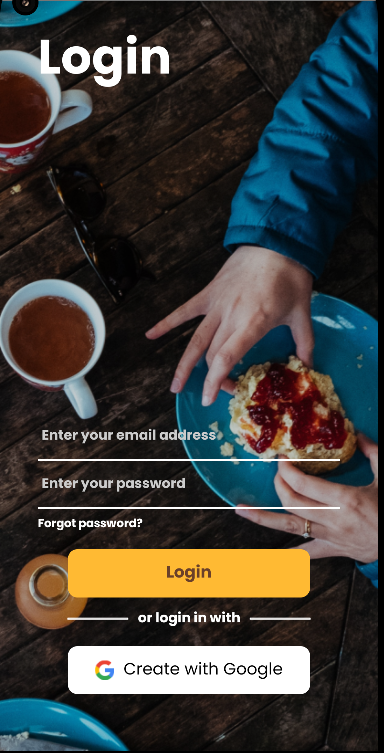 Login
Enter your email address
Enter your password
Forgot password?
Login
or login in with
Create with Google